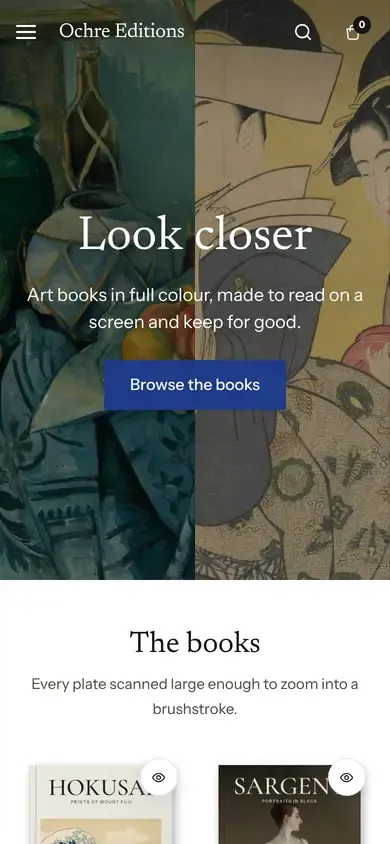 Ochre Editions
0
Look closer
Art books in full colour, made to read on a
screen and keep for good.
Browse the books
The books
Every plate scanned large enough to zoom into a
brushstroke.
PRINTS OF MOUNT FUJI
PORTRAITS IN BLACK